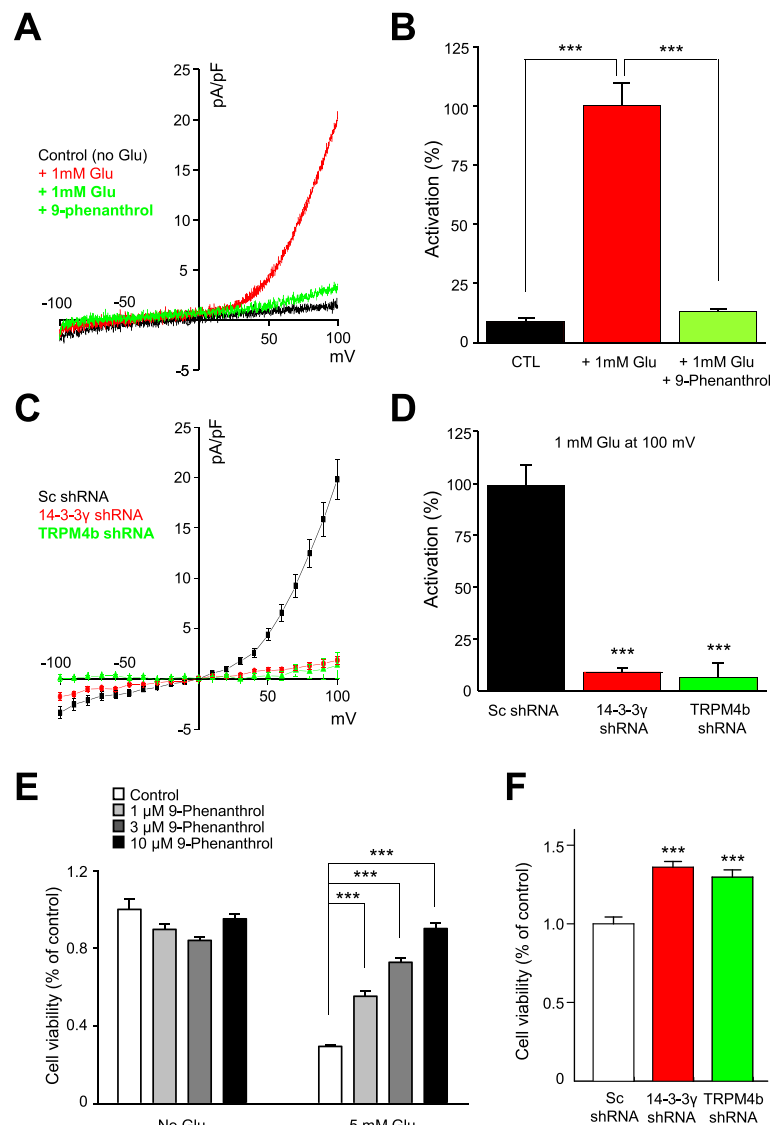 A
pA/pF
25
20
15
10
5
-5
-100
-50
50
100
mV
Control (no Glu)
+ 1mM Glu
+ 1mM Glu
+ 9-phenanthrol
B
Activation (%)
125
100
75
50
25
0
***
***
CTL
+ 1mM Glu
+ 1mM Glu
+ 9-Phenanthrol
C
pA/pF
25
20
15
10
5
-5
-100
-50
50
100
mV
Sc shRNA
14-3-3γ shRNA
TRPM4b shRNA
D
1 mM Glu at 100 mV
Activation (%)
125
100
75
50
25
0
***
***
Sc shRNA
14-3-3γ
shRNA
TRPM4b
shRNA
E
Control
1 μM 9-Phenanthrol
3 μM 9-Phenanthrol
10 μM 9-Phenanthrol
Cell viability (% of control)
1.2
0.8
0.4
0
***
***
***
No Glu
5 mM Glu
F
Cell viability (% of control)
1.5
1.0
0.5
0
***
***
Sc
shRNA
14-3-3γ
shRNA
TRPM4b
shRNA